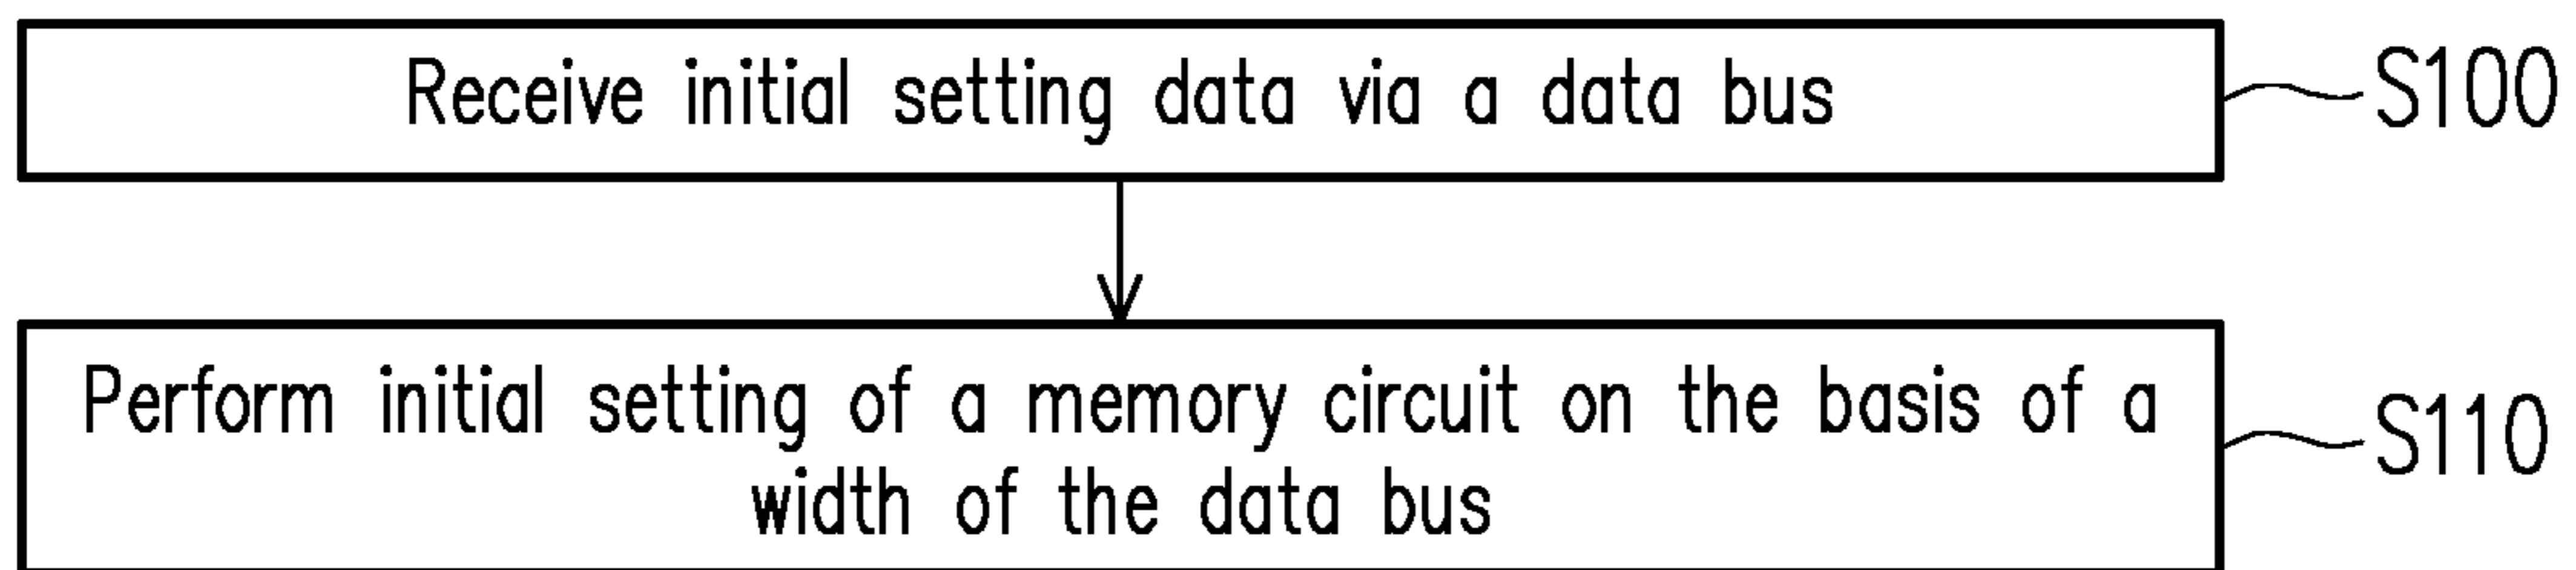 Receive initial setting data via a data bus
S100
Perform initial setting of a memory circuit on the basis of a
width of the data bus
S110